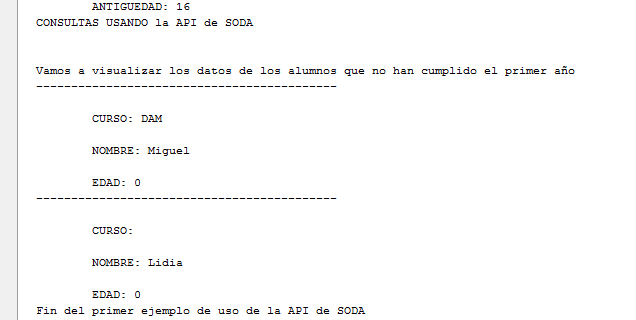 ANTIGUEDAD: 16
CONSULTAS USANDO la API de SODA
Vamos a visualizar los datos de los alumnos que no han cumplido el primer año
-------------------------------------------
CURSO: DAM
NOMBRE: Miguel
EDAD: 0
-------------------------------------------
CURSO:
NOMBRE: Lidia
EDAD: 0
Fin del primer ejemplo de uso de la API de SODA